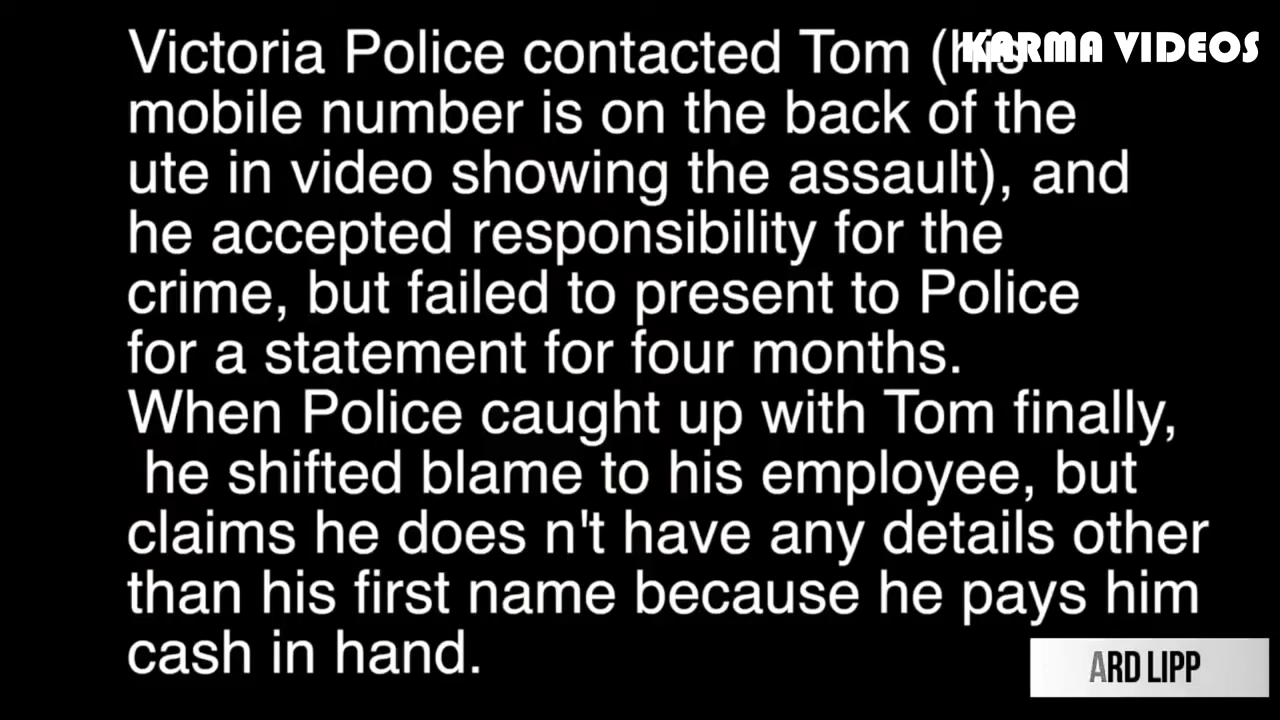 Victoria Police contacted Tom (his
KARMA VIDEOS
mobile number is on the back of the
ute in video showing the assault), and
he accepted responsibility for the
crime, but failed to present to Police
for a statement for four months.
When Police caught up with Tom finally,
he shifted blame to his employee, but
claims he does n't have any details other
than his first name because he pays him
cash in hand.
ARD LIPP